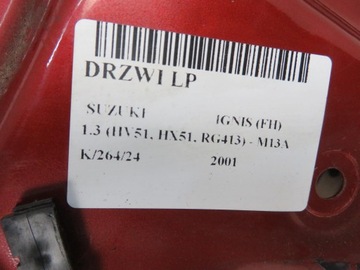 DRZWI LP
SUZUKI IGNIS (FH)
1.3 (HV51, HX51, RG413) - M13A
K/264/24 2001